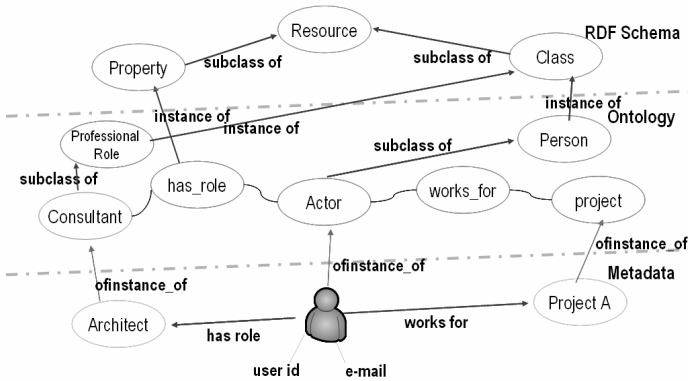 Resource
RDF Schema
subclass of
subclass of
Class
Property
instance of
instance of
instance of
Ontology
Professional
Role
subclass of
Person
subclass of
has_role
works_for
Actor
project
Consultant
ofinstance_of
ofinstance_of
ofinstance_of
Metadata
Architect
has role
works for
Project A
user id
e-mail